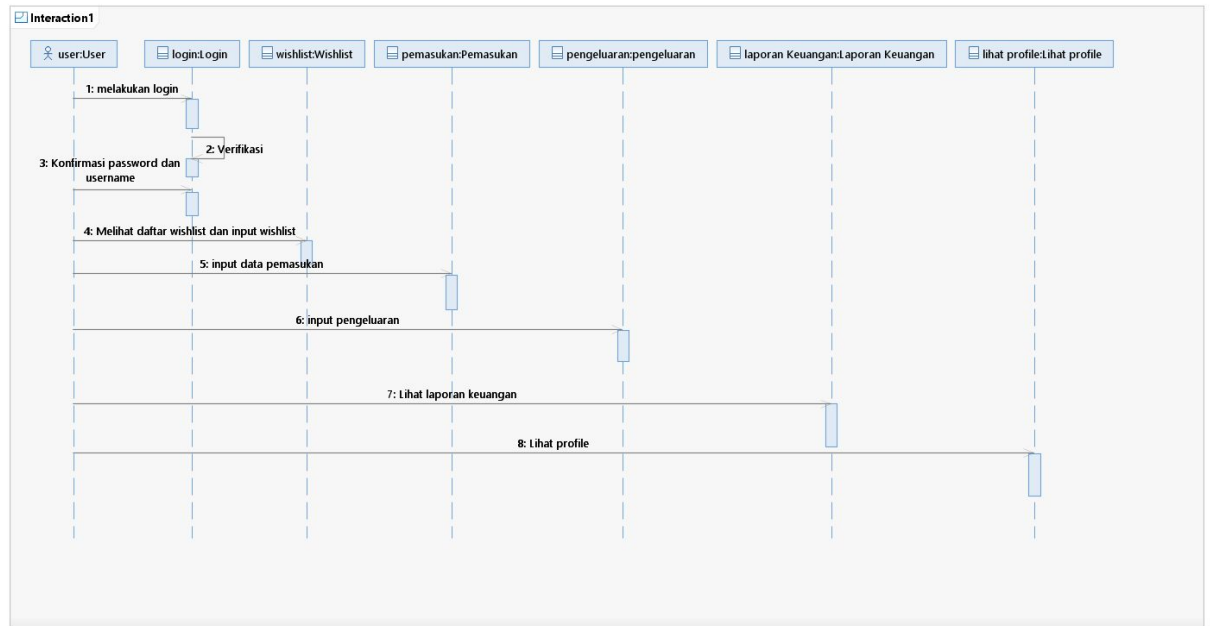 Interaction1
user:User
login:Login
wishlist:Wishlist
pemasukan:Pemasukan
pengeluaran:pengeluaran
laporan Keuangan:Laporan Keuangan
lihat profile:Lihat profile
1: melakukan login
2: Verifikasi
3: Konfirmasi password dan
username
4: Melihat daftar wishlist dan input wishlist
5: input data pemasukan
6: input pengeluaran
7: Lihat laporan keuangan
8: Lihat profile